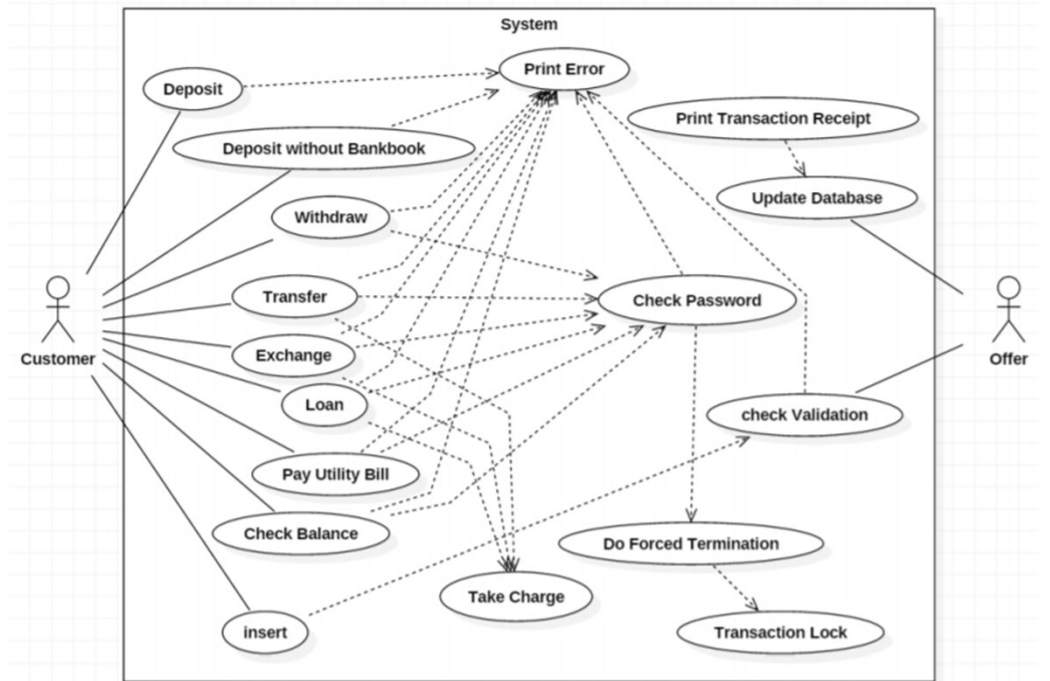 System
Print Error
Deposit
Print Transaction Receipt
Deposit without Bankbook
Update Database
Withdraw
Transfer
Check Password
Customer
Exchange
Offer
Loan
check Validation
Pay Utility Bill
Check Balance
Do Forced Termination
Take Charge
insert
Transaction Lock